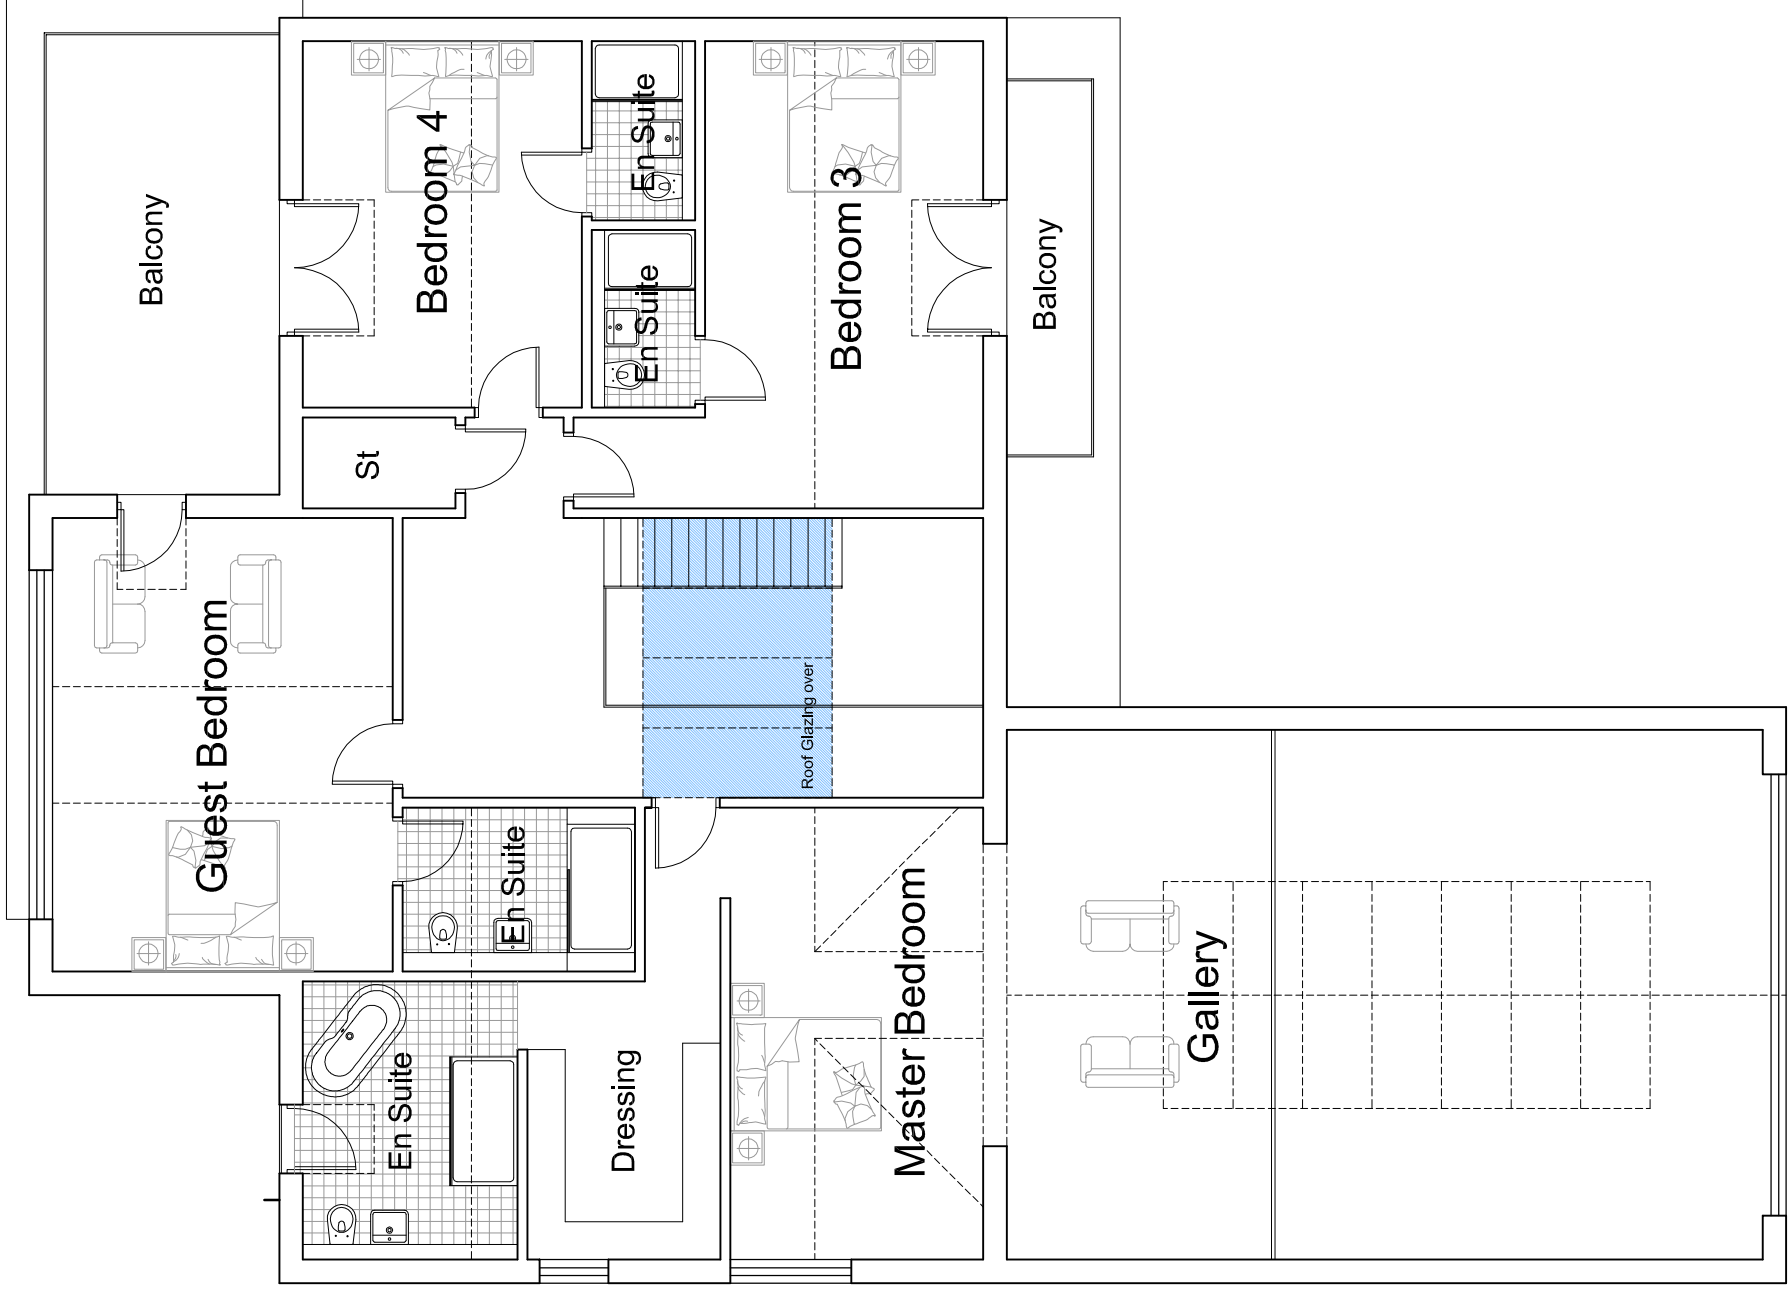 Balcony
Bedroom 4
En Suite
En Suite
Bedroom 3
Balcony
St
Guest Bedroom
Roof Glazing over
En Suite
En Suite
Dressing
Master Bedroom
Gallery